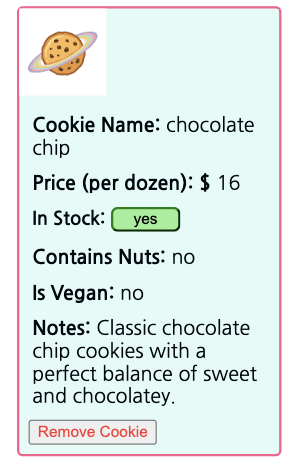 Cookie Name: chocolate
chip
Price (per dozen): $ 16
In Stock: yes
Contains Nuts: no
Is Vegan: no
Notes: Classic chocolate
chip cookies with a
perfect balance of sweet
and chocolatey.
Remove Cookie